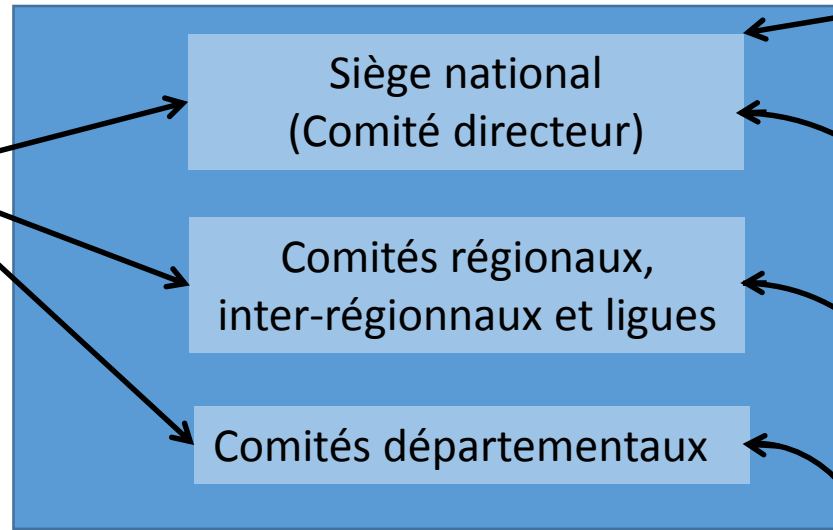 Siège national
(Comité directeur)
Comités régionaux,
inter-régionnaux et ligues
Comités départementaux